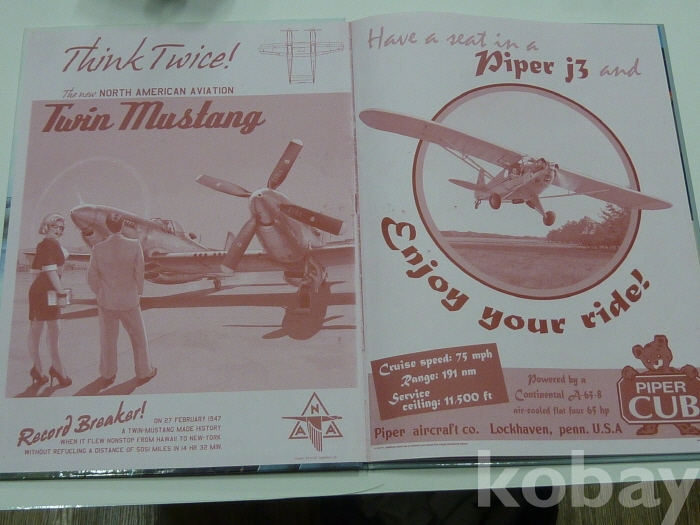 Think Twice!
The new NORTH AMERICAN AVIATION
Twin Mustang
Record Breaker!
ON 27 FEBRUARY 1947
A TWIN-MUSTANG MADE HISTORY
WHEN IT FLEW NONSTOP FROM HAWAII TO NEW-YORK
WITHOUT REFUELING A DISTANCE OF 5051 MILES IN 14 HR 32 MIN.
NAA
Have a seat in a
Piper j3 and
Enjoy your ride!
Cruise speed: 75 mph
Range: 191 nm
Service
ceiling: 11,500 ft
Powered by a
Continental A-65-8
air-cooled flat four 65 hp
Piper aircraft co. Lockhaven, penn. U.S.A
PIPER
CUB
kobay